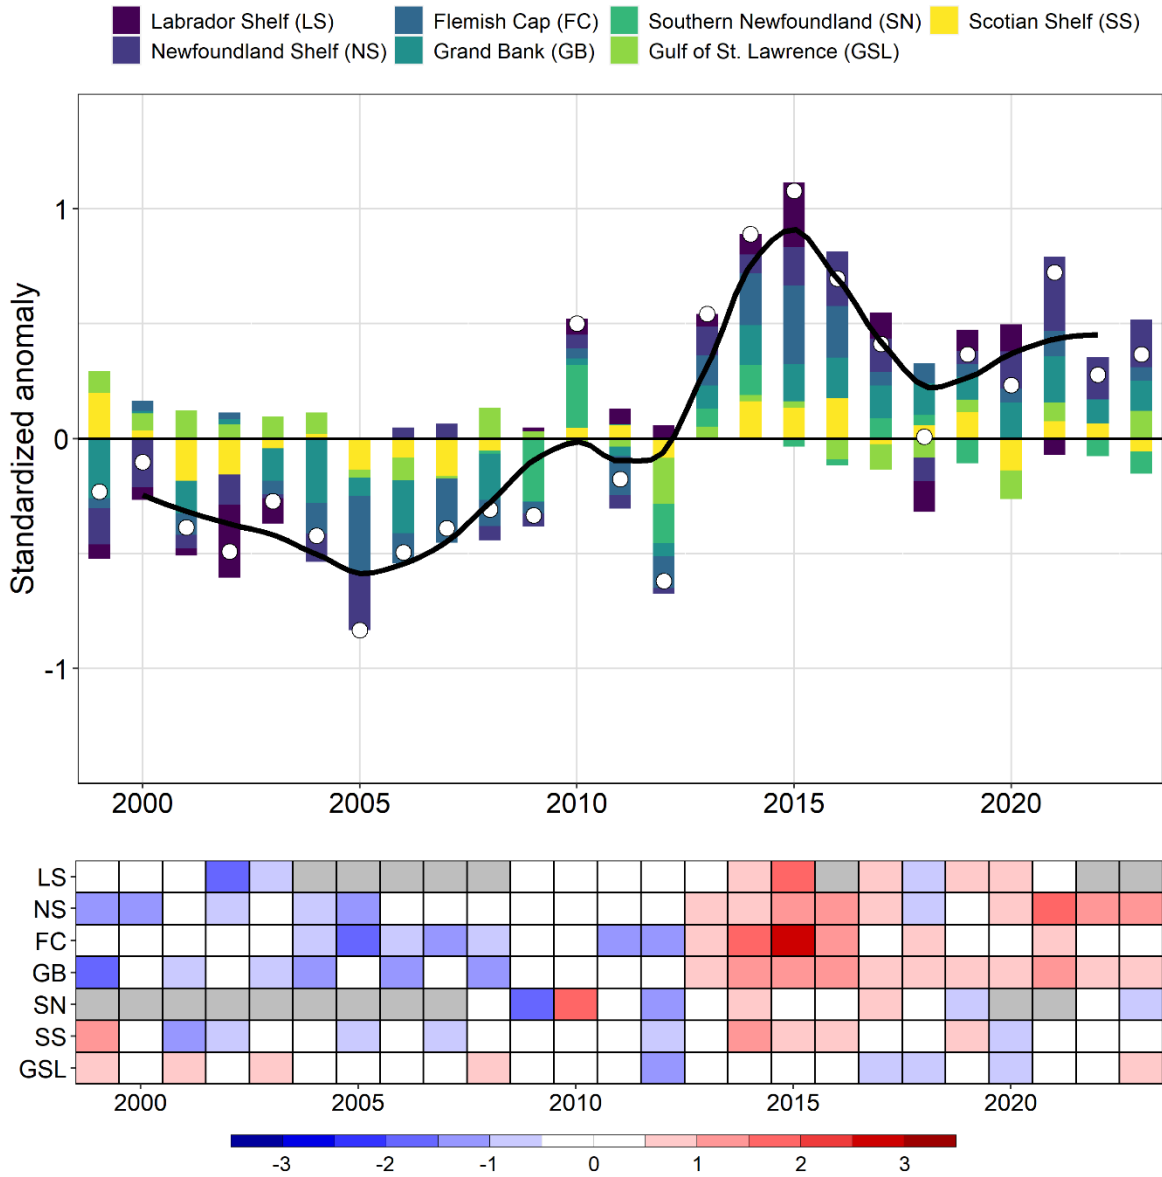 Labrador Shelf (LS) Flemish Cap (FC) Southern Newfoundland (SN) Scotian Shelf (SS)
Newfoundland Shelf (NS) Grand Bank (GB) Gulf of St. Lawrence (GSL)
Standardized anomaly
1
0
-1
2000 2005 2010 2015 2020
LS
NS
FC
GB
SN
SS
GSL
2000 2005 2010 2015 2020
-3 -2 -1 0 1 2 3